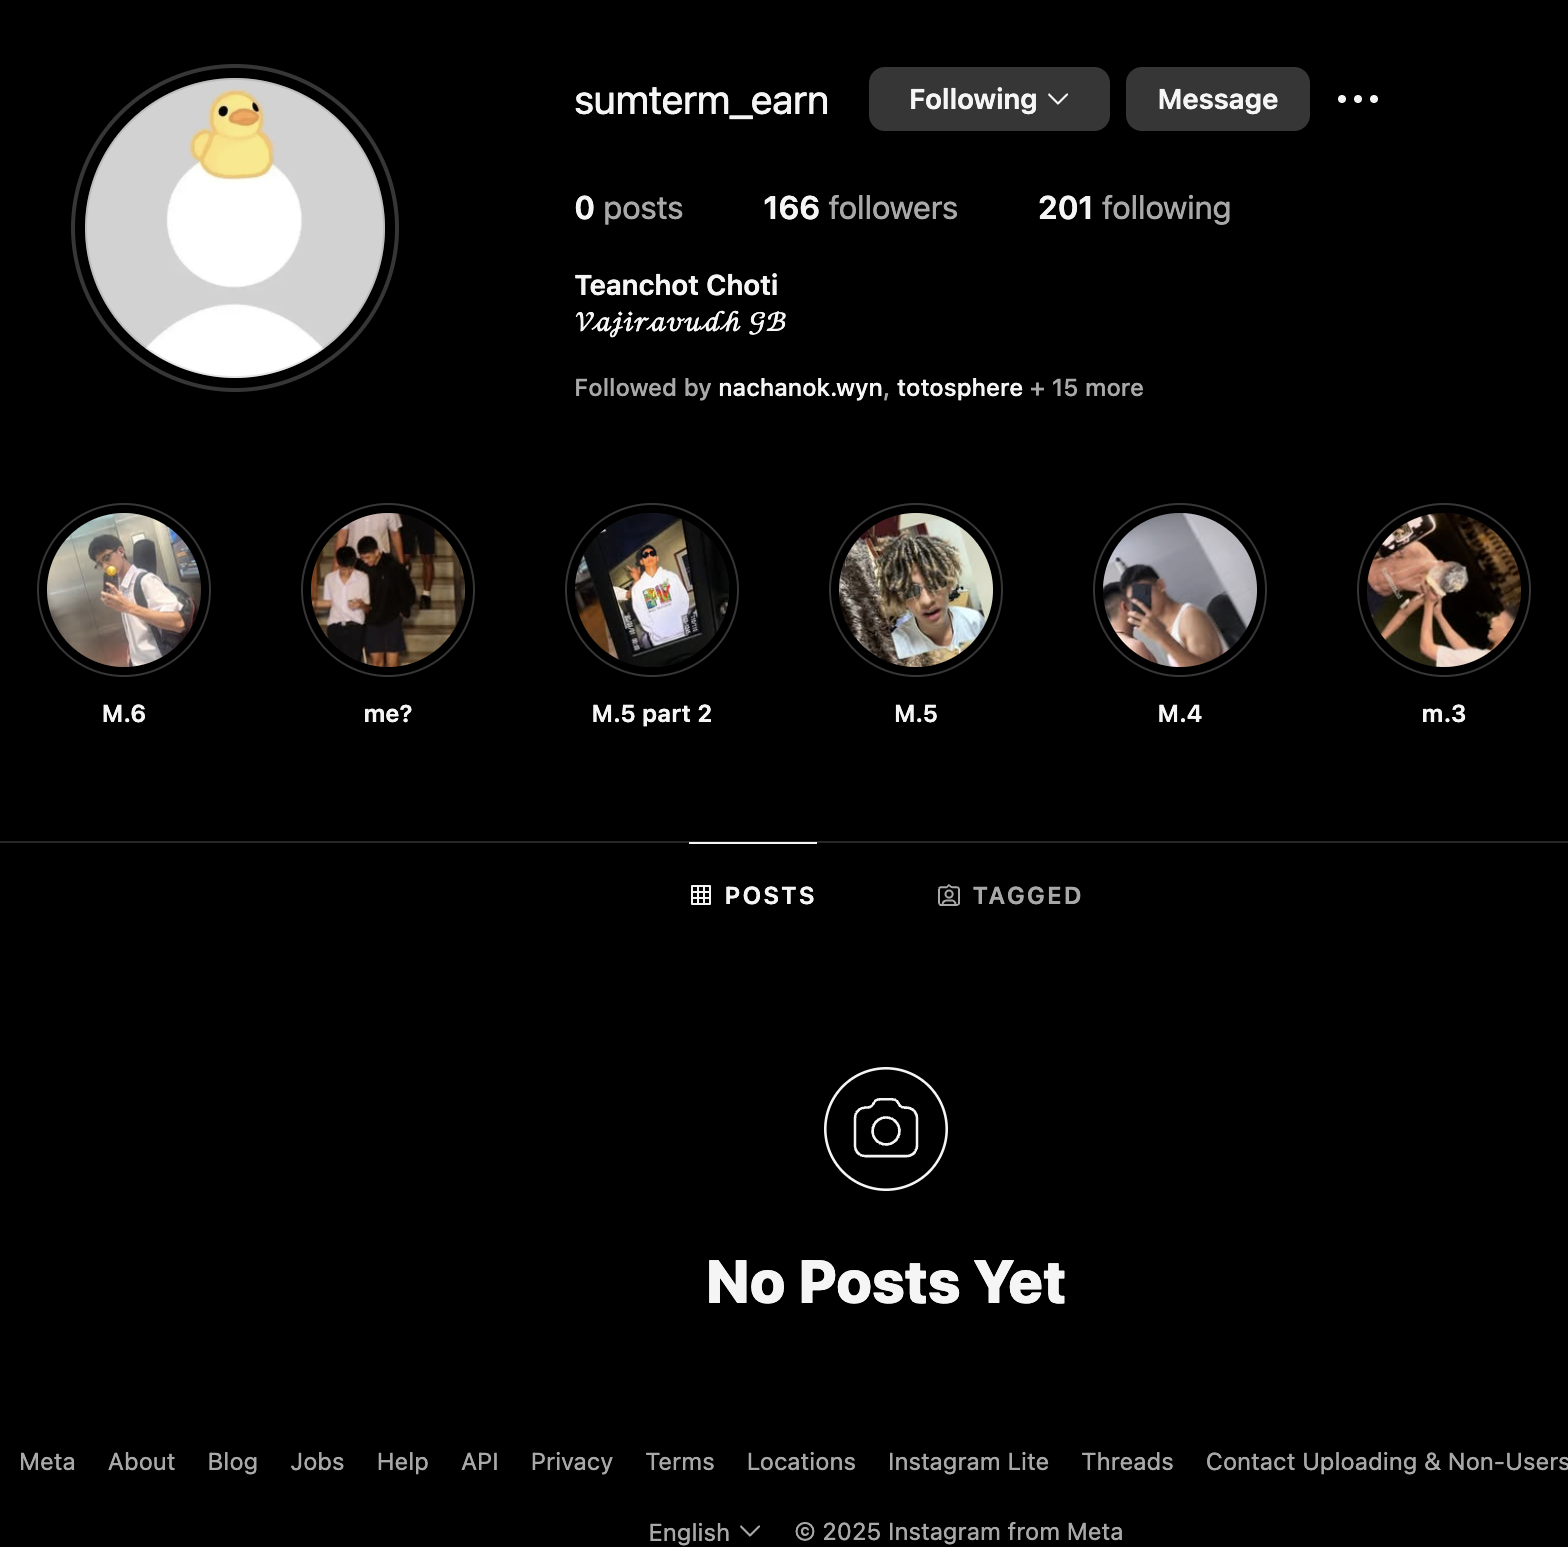 sumterm_earn Following Message
0 posts 166 followers 201 following
Teanchot Choti
𝓥𝓪𝓳𝓲𝓻𝓪𝓿𝓾𝓭𝓱 𝓖𝓑
Followed by nachanok.wyn, totosphere + 15 more
M.6 me? M.5 part 2 M.5 M.4 m.3
POSTS TAGGED
No Posts Yet
Meta About Blog Jobs Help API Privacy Terms Locations Instagram Lite Threads Contact Uploading & Non-Users
English © 2025 Instagram from Meta